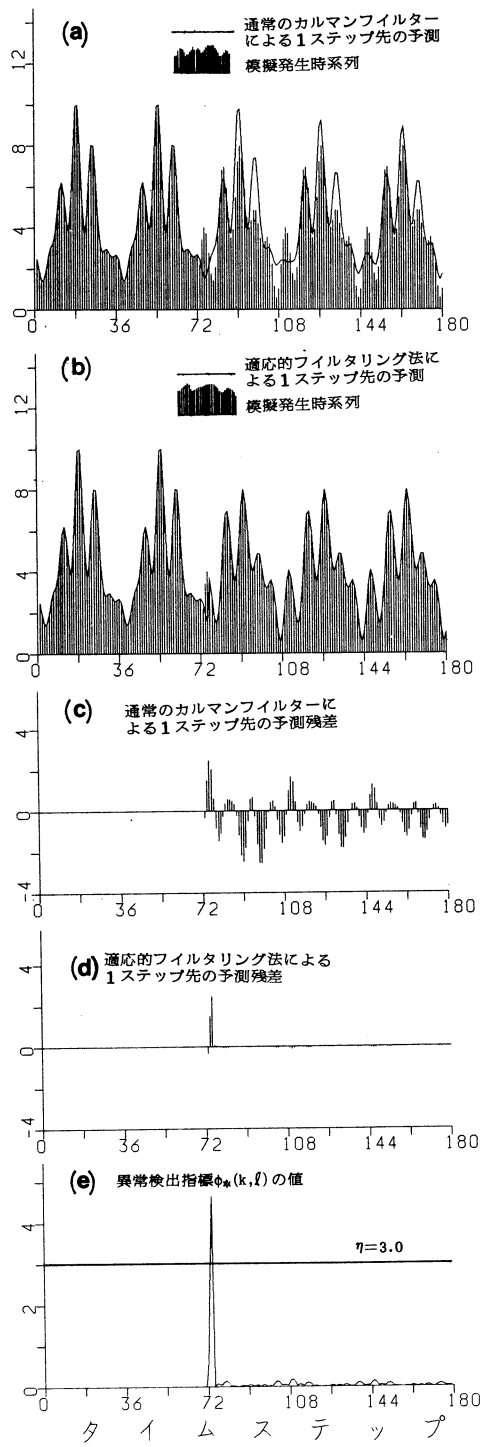 (a)
通常のカルマンフイルター
による1ステップ先の予測
模擬発生時系列
12
8
4
0
0 36 72 108 144 180
(b)
適応的フイルタリング法に
よる1ステップ先の予測
模擬発生時系列
12
8
4
0
0 36 72 108 144 180
(c)
通常のカルマンフイルターに
よる1ステップ先の予測残差
4
0
-4
0 36 72 108 144 180
(d)
適応的フイルタリング法による
1ステップ先の予測残差
4
0
-4
0 36 72 108 144 180
(e)
異常検出指標φ*(k,ℓ)の値
η=3.0
4
2
0
0 36 72 108 144 180
タイムステップ